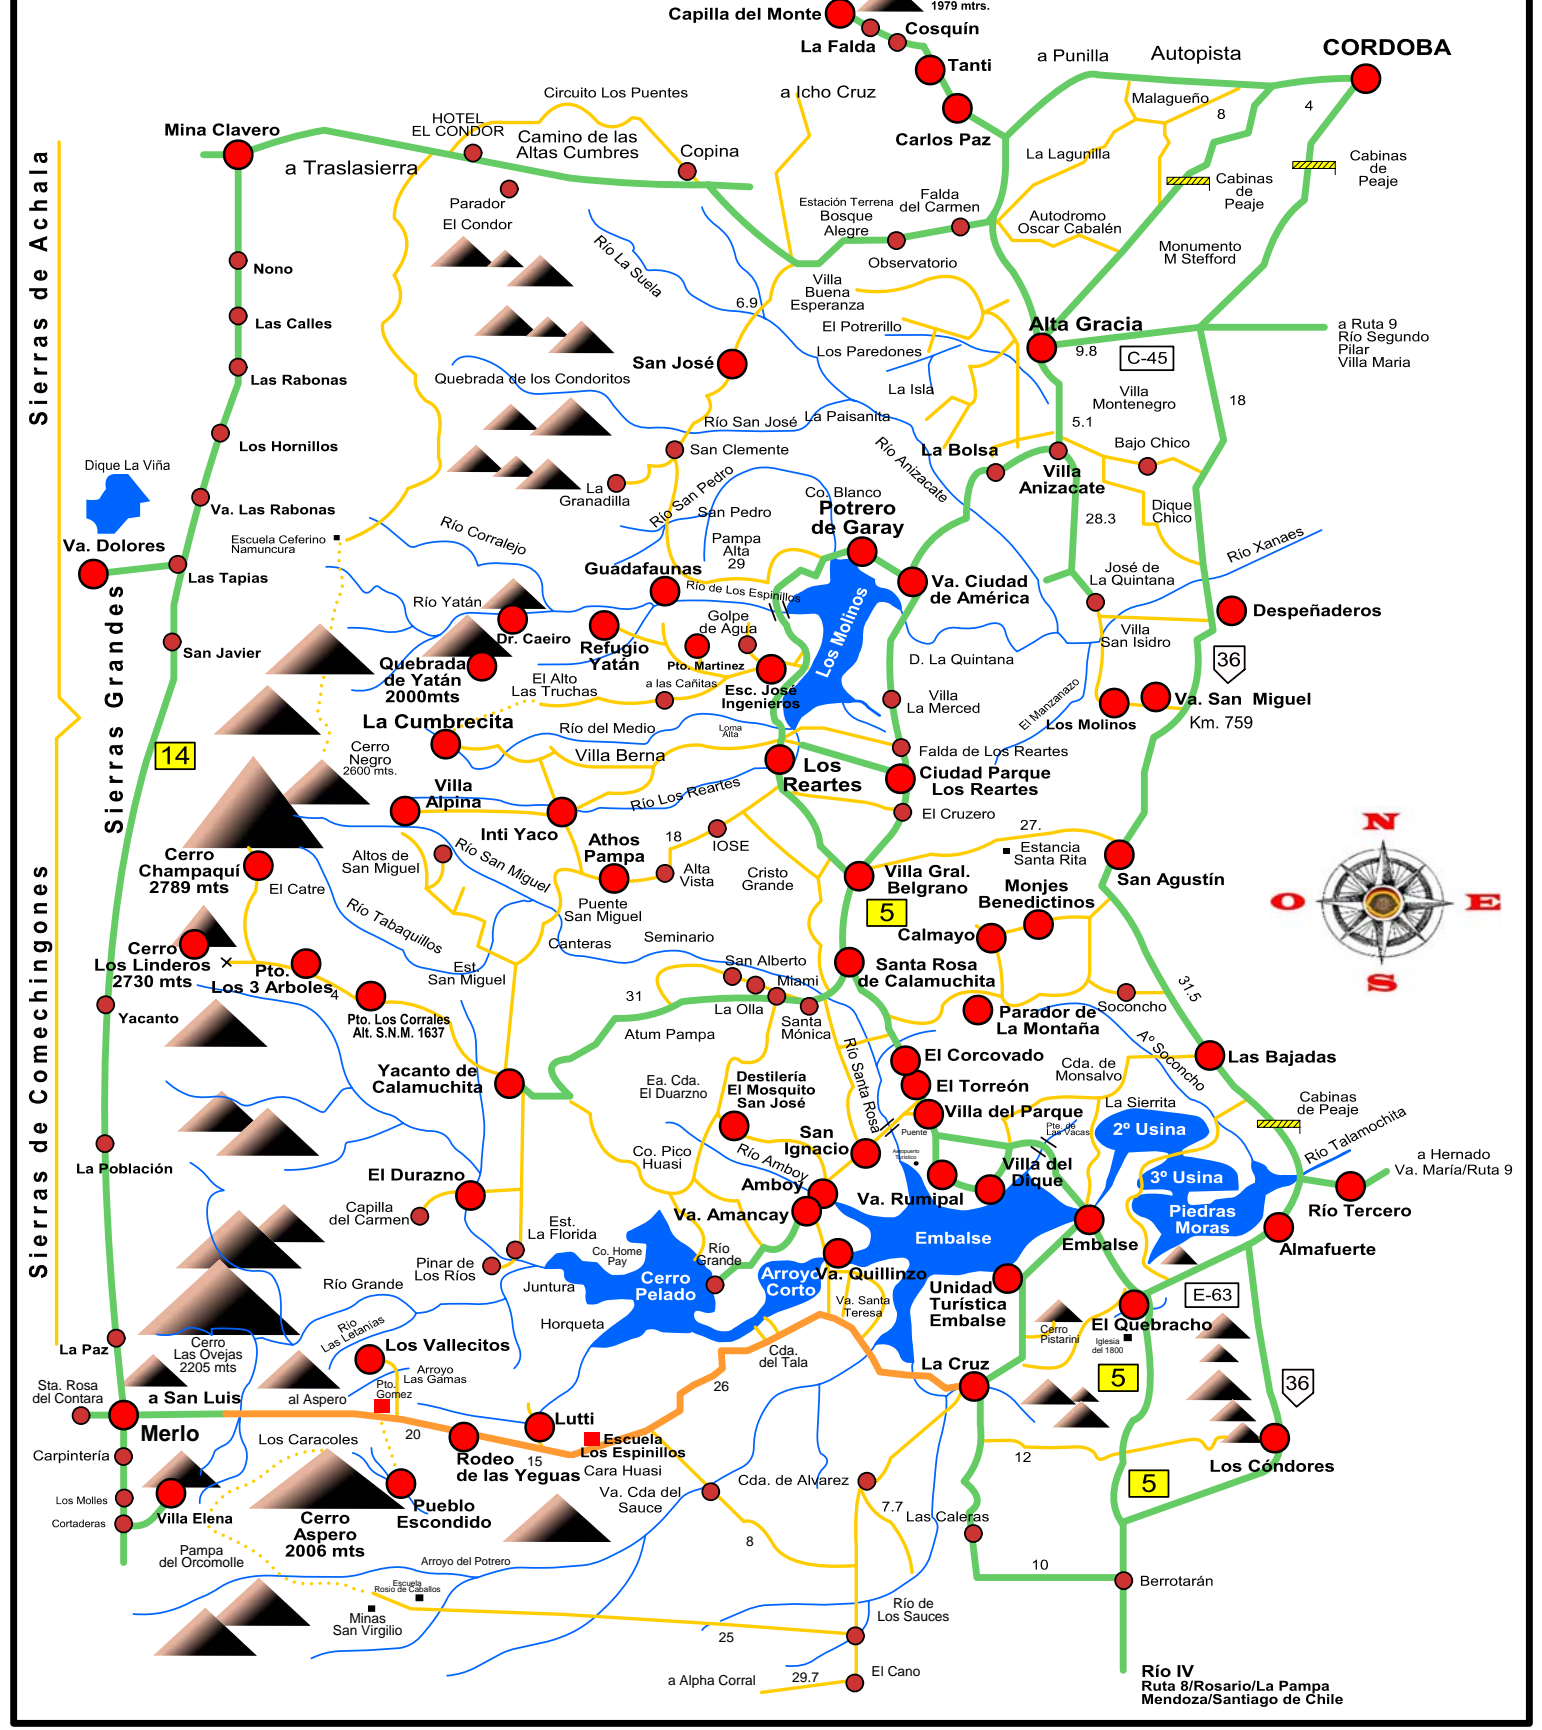 1979 mtrs.
Capilla del Monte
Cosquín
La Falda
Tanti
a Punilla
Autopista
CORDOBA
Carlos Paz
a Icho Cruz
Circuito Los Puentes
Malagueño
8
4
Mina Clavero
HOTEL
EL CONDOR
Camino de las
Altas Cumbres
Copina
a Traslasierra
La Lagunilla
Cabinas
de
Peaje
Cabinas
de
Peaje
Parador
El Condor
Estación Terrena
Bosque
Alegre
Falda
del Carmen
Autodromo
Oscar Cabalén
Monumento
M Stefford
Observatorio
Río La Suela
Nono
6.9
Villa
Buena
Esperanza
El Potrerillo
Los Paredones
Las Calles
Alta Gracia
9.8
C-45
a Ruta 9
Río Segundo
Pilar
Villa Maria
San José
Quebrada de los Condoritos
Las Rabonas
La Isla
Villa
Montenegro
18
Río San José
La Paisanita
5.1
Los Hornillos
San Clemente
La Bolsa
Bajo Chico
Villa
Anizacate
Río Anizacate
Dique La Viña
La
Granadilla
Río San Pedro
San Pedro
Co. Blanco
Potrero
de Garay
Va. Las Rabonas
28.3
Dique
Chico
Río Corralejo
Escuela Ceferino
Namuncura
Pampa
Alta
29
Río Xanaes
Va. Dolores
Las Tapias
Guadafaunas
Río de Los Espinillos
Va. Ciudad
de América
José de
La Quintana
Despeñaderos
Río Yatán
Dr. Caeiro
Refugio
Yatán
Golpe
de Agua
Pto. Martinez
Los Molinos
Villa
San Isidro
36
San Javier
Quebrada
de Yatán
2000mts
El Alto
Las Truchas
a las Cañitas
Esc. José
Ingenieros
D. La Quintana
Villa
La Merced
El Manzanazo
Los Molinos
Va. San Miguel
Km. 759
La Cumbrecita
Río del Medio
Loma
Alta
14
Cerro
Negro
2600 mts.
Villa Berna
Falda de Los Reartes
Los
Reartes
Ciudad Parque
Los Reartes
Villa
Alpina
Río Los Reartes
El Cruzero
Inti Yaco
Athos
Pampa
18
IOSE
27.
Estancia
Santa Rita
San Agustín
N
O
E
S
Cerro
Champaquí
2789 mts
El Catre
Altos de
San Miguel
Río San Miguel
Alta
Vista
Cristo
Grande
Villa Gral.
Belgrano
Monjes
Benedictinos
5
Puente
San Miguel
Río Tabaquillos
Canteras
Seminario
Calmayo
Cerro
Los Linderos
2730 mts
Pto.
Los 3 Arboles
4
Est.
San Miguel
San Alberto
Miami
Santa Rosa
de Calamuchita
31.5
Yacanto
Pto. Los Corrales
Alt. S.N.M. 1637
31
La Olla
Santa
Mónica
Atum Pampa
Parador de
La Montaña
Soconcho
Aº Soconcho
Río Santa Rosa
El Corcovado
Las Bajadas
Yacanto de
Calamuchita
Ea. Cda.
El Duarzno
Destilería
El Mosquito
San José
El Torreón
Cda. de
Monsalvo
La Sierrita
Villa del Parque
Cabinas
de Peaje
San
Ignacio
Puente
Pte. de
Las Vacas
2º Usina
Río Talamochita
La Población
Co. Pico
Huasi
Río Amboy
Aeropuerto
Turístico
Villa del
Dique
3º Usina
a Hernado
Va. María/Ruta 9
El Durazno
Amboy
Va. Rumipal
Piedras
Moras
Río Tercero
Capilla
del Carmen
Va. Amancay
Est.
La Florida
Embalse
Embalse
Almafuerte
Pinar de
Los Ríos
Co. Home
Pay
Río
Grande
Juntura
Cerro
Pelado
Arroyo
Corto
Va. Quillinzo
Unidad
Turística
Embalse
E-63
Río Grande
Va. Santa
Teresa
Horqueta
Río
Las Letanías
Los Vallecitos
El Quebracho
Cerro
Pistarini
Iglesia
del 1800
La Paz
Cerro
Las Ovejas
2205 mts
Cda.
del Tala
La Cruz
5
36
Sta. Rosa
del Contara
a San Luis
al Aspero
Pto.
Gomez
Arroyo
Las Gamas
26
Merlo
Lutti
20
Los Caracoles
Escuela
Los Espinillos
Rodeo
de las Yeguas
15
12
Carpintería
Cara Huasi
Los Cóndores
Va. Cda del
Sauce
Cda. de Alvarez
5
Los Molles
Villa Elena
Cortaderas
Cerro
Aspero
2006 mts
Pueblo
Escondido
7.7
Las Caleras
8
Pampa
del Orcomolle
Arroyo del Potrero
10
Berrotarán
Escuela
Rosio de Caballos
Minas
San Virgilio
Río de
Los Sauces
25
a Alpha Corral
29.7
El Cano
Río IV
Ruta 8/Rosario/La Pampa
Mendoza/Santiago de Chile
Sierras de Achala
Sierras Grandes
Sierras de Comechingones